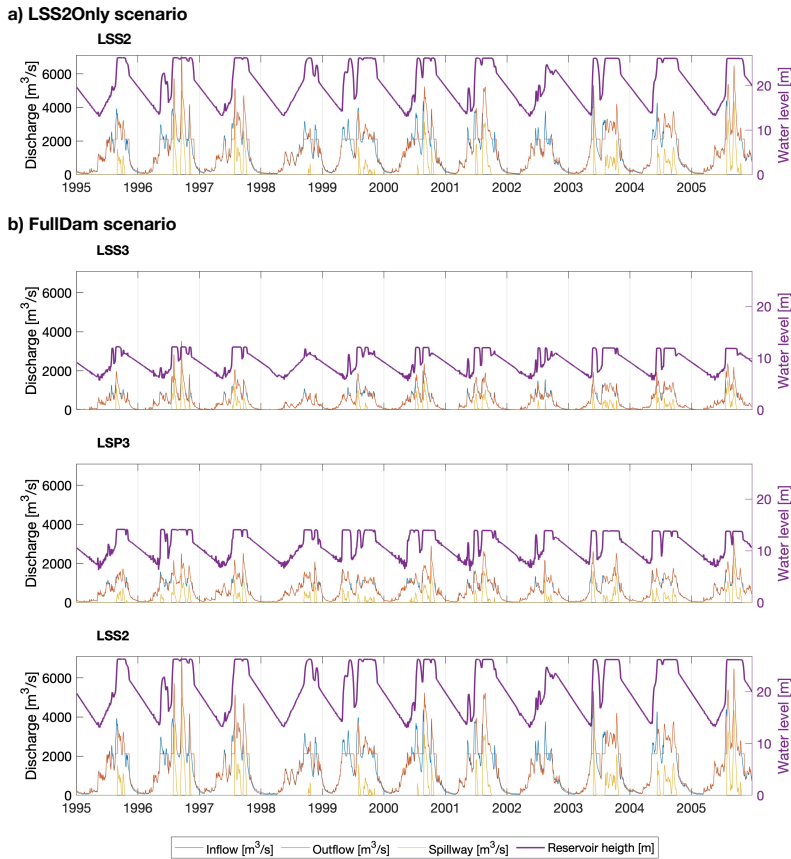 a) LSS2Only scenario
LSS2
Discharge [m³/s]
6000
4000
2000
0
Water level [m]
20
10
0
1995 1996 1997 1998 1999 2000 2001 2002 2003 2004 2005
b) FullDam scenario
LSS3
Discharge [m³/s]
6000
4000
2000
0
Water level [m]
20
10
0
LSP3
Discharge [m³/s]
6000
4000
2000
0
Water level [m]
20
10
0
LSS2
Discharge [m³/s]
6000
4000
2000
0
Water level [m]
20
10
0
1995 1996 1997 1998 1999 2000 2001 2002 2003 2004 2005
Inflow [m³/s] Outflow [m³/s] Spillway [m³/s] Reservoir heigth [m]